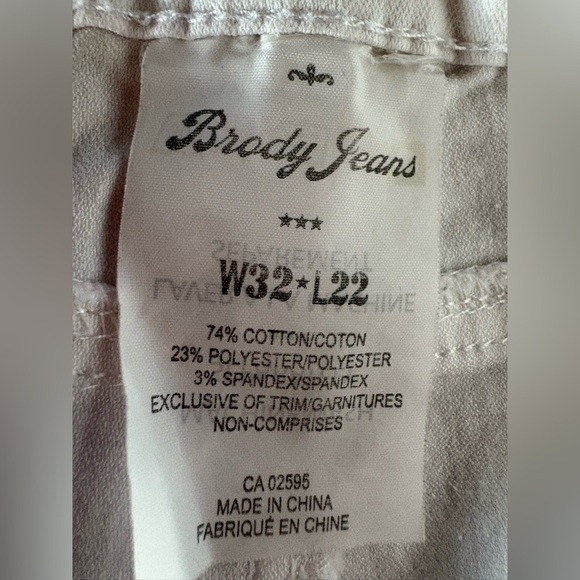 Brody Jeans
W32★L22
74% COTTON/COTON
23% POLYESTER/POLYESTER
3% SPANDEX/SPANDEX
EXCLUSIVE OF TRIM/GARNITURES
NON-COMPRISES
CA 02595
MADE IN CHINA
FABRIQUÉ EN CHINE